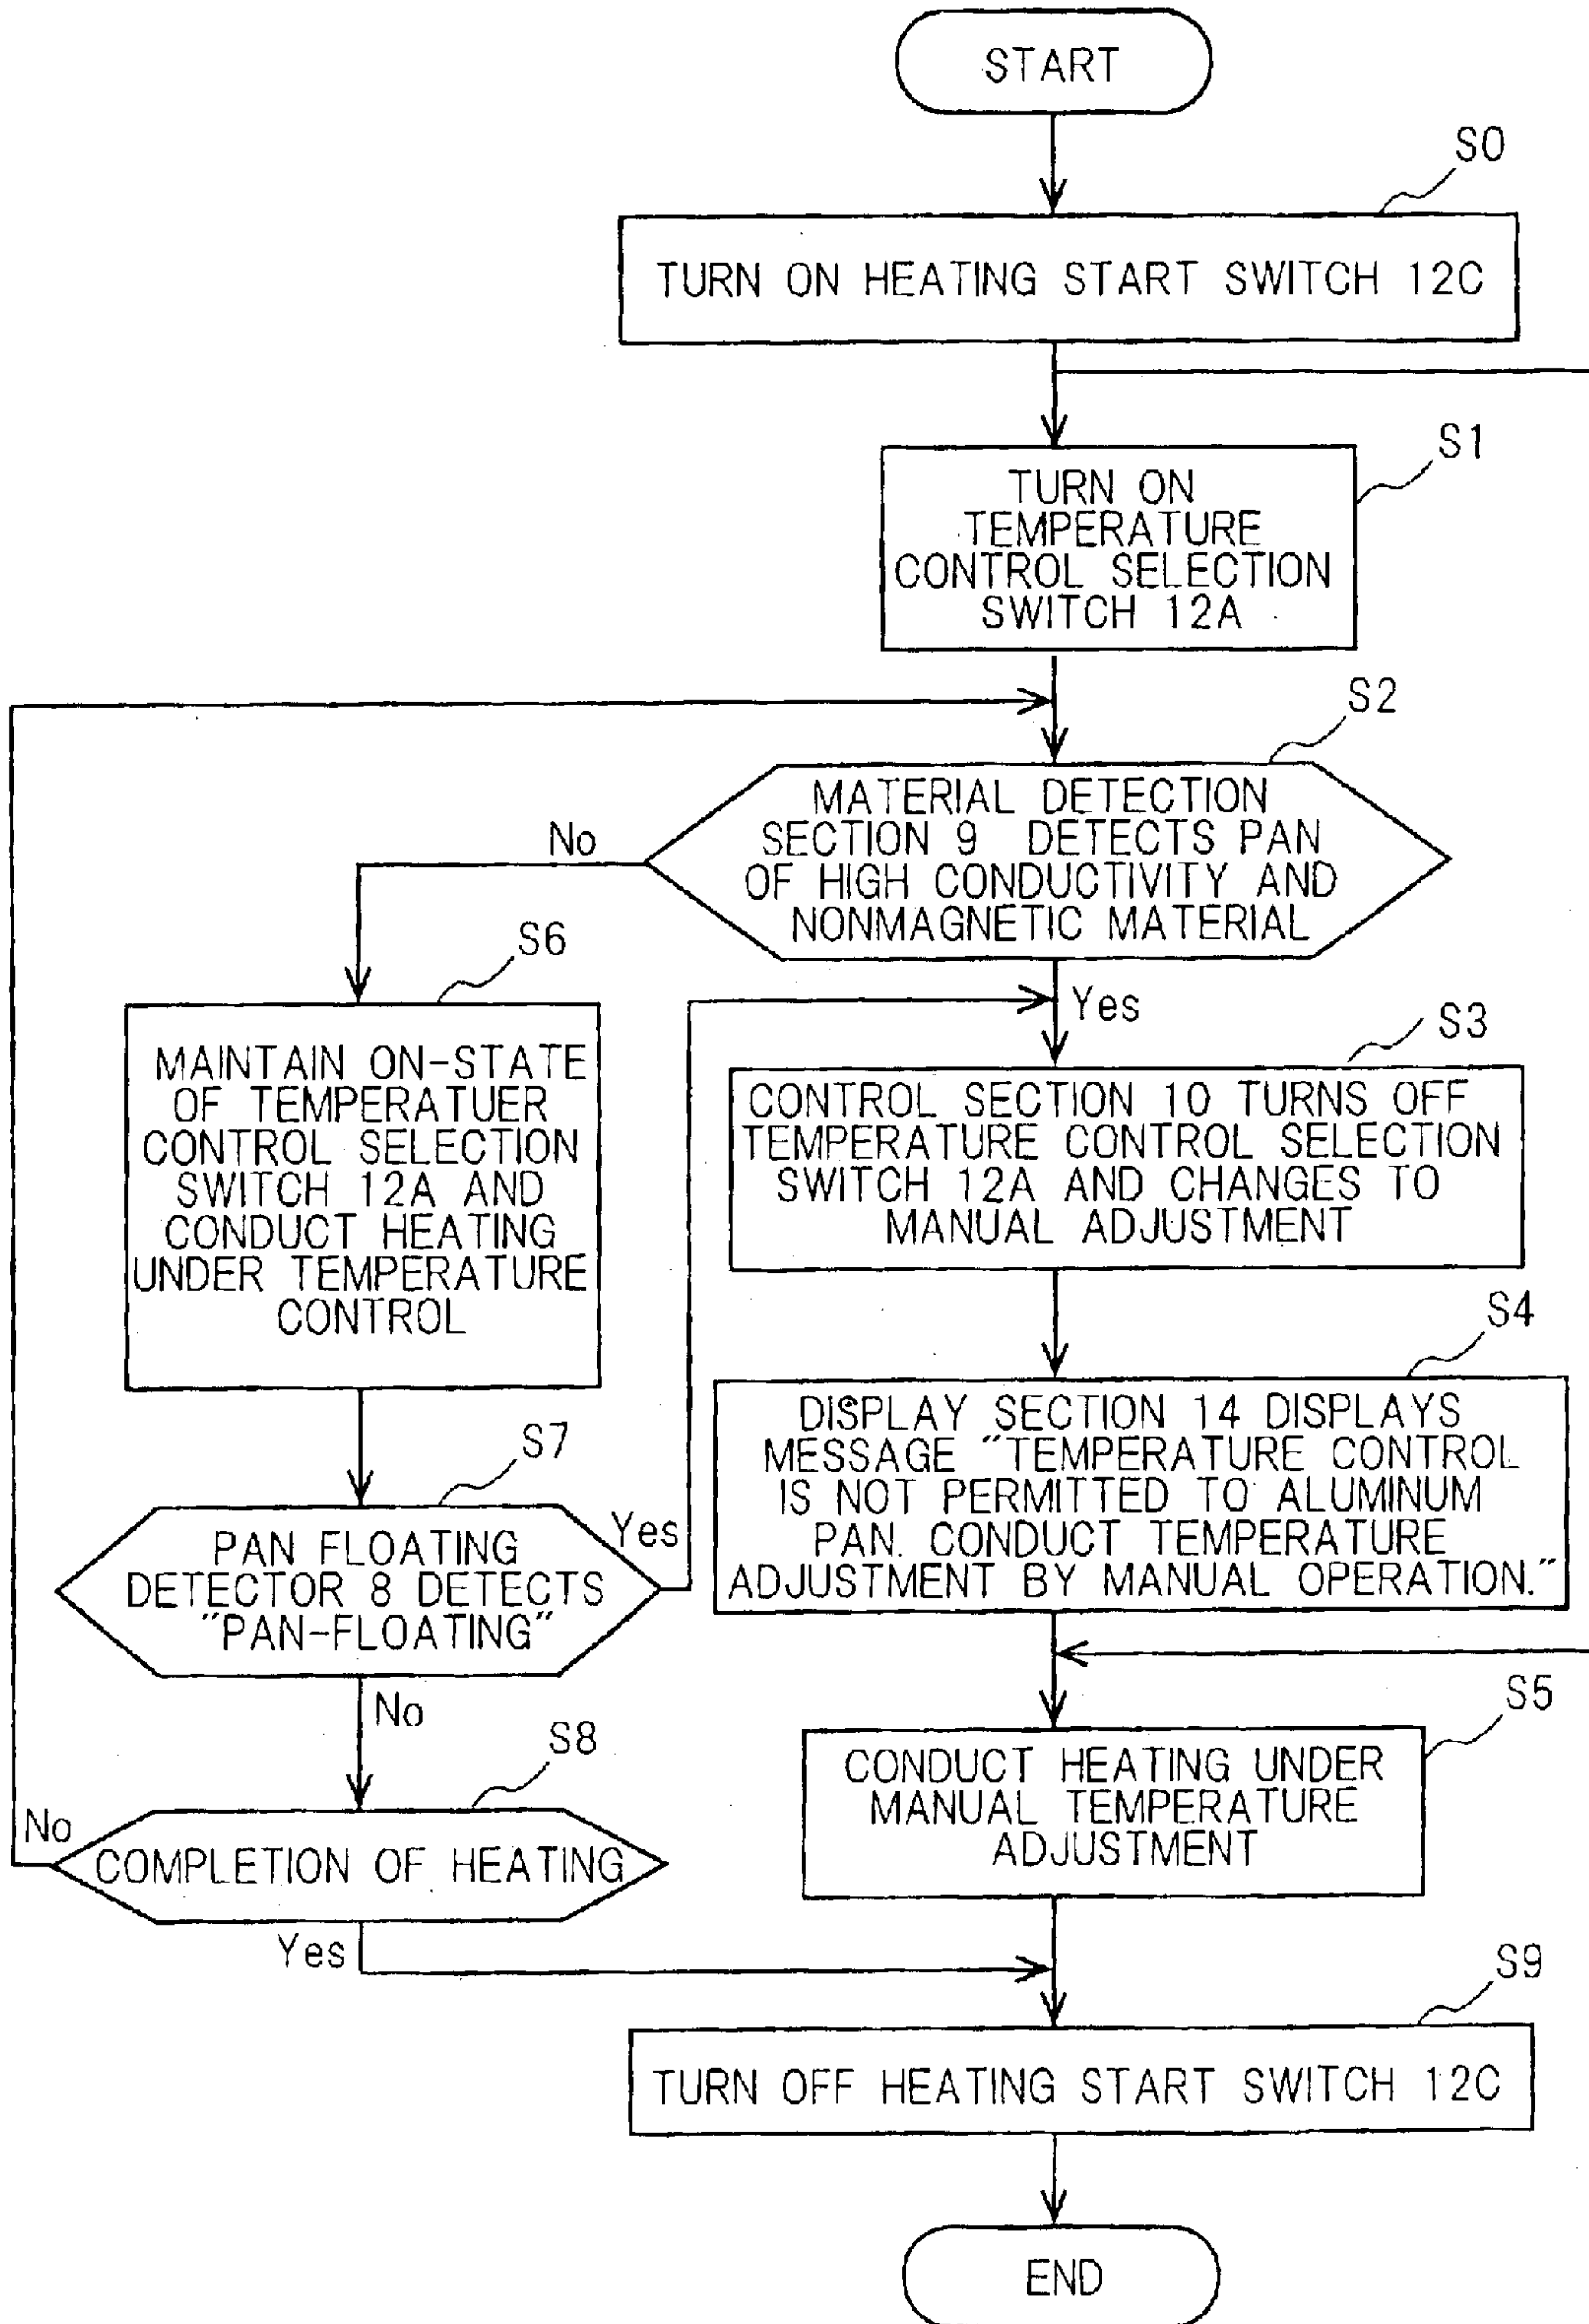 START
S0
TURN ON HEATING START SWITCH 12C
S1
TURN ON
TEMPERATURE
CONTROL SELECTION
SWITCH 12A
S2
MATERIAL DETECTION
SECTION 9 DETECTS PAN
OF HIGH CONDUCTIVITY AND
NONMAGNETIC MATERIAL
No
Yes
S6
MAINTAIN ON-STATE
OF TEMPERATUER
CONTROL SELECTION
SWITCH 12A AND
CONDUCT HEATING
UNDER TEMPERATURE
CONTROL
S3
CONTROL SECTION 10 TURNS OFF
TEMPERATURE CONTROL SELECTION
SWITCH 12A AND CHANGES TO
MANUAL ADJUSTMENT
S4
DISPLAY SECTION 14 DISPLAYS
MESSAGE "TEMPERATURE CONTROL
IS NOT PERMITTED TO ALUMINUM
PAN. CONDUCT TEMPERATURE
ADJUSTMENT BY MANUAL OPERATION."
S7
PAN FLOATING
DETECTOR 8 DETECTS
"PAN-FLOATING"
Yes
No
S5
CONDUCT HEATING UNDER
MANUAL TEMPERATURE
ADJUSTMENT
S8
COMPLETION OF HEATING
No
Yes
S9
TURN OFF HEATING START SWITCH 12C
END